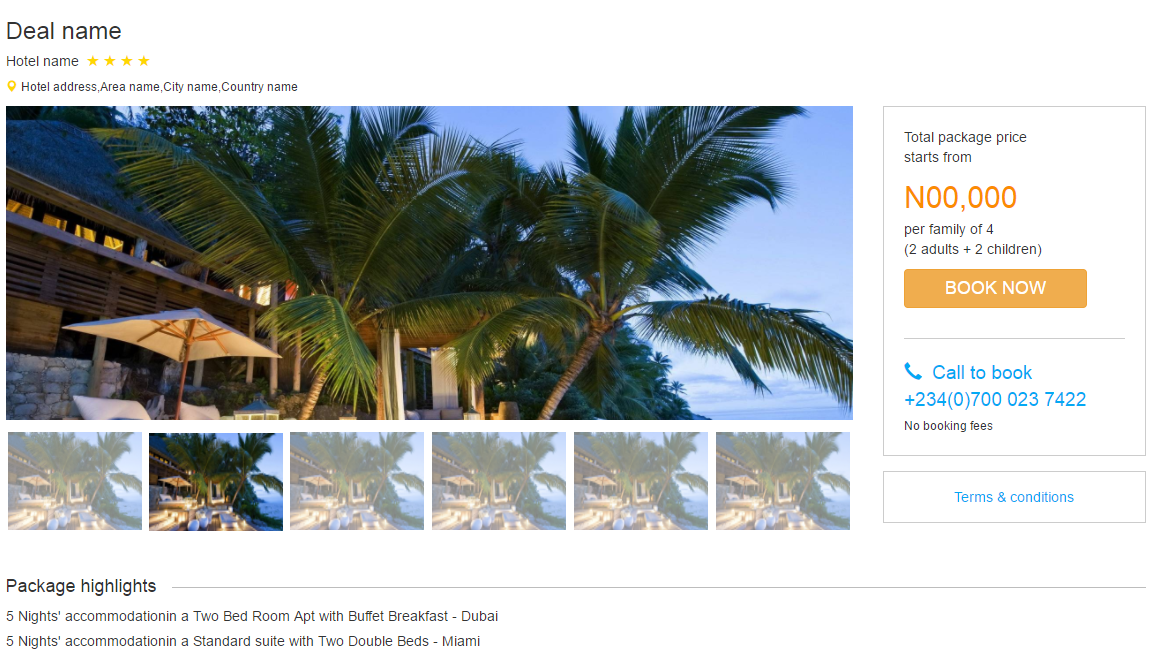 Deal name
Hotel name
Hotel address,Area name,City name,Country name
Total package price
starts from
N00,000
per family of 4
(2 adults + 2 children)
BOOK NOW
Call to book
+234(0)700 023 7422
No booking fees
Terms & conditions
Package highlights
5 Nights' accommodationin a Two Bed Room Apt with Buffet Breakfast - Dubai
5 Nights' accommodationin a Standard suite with Two Double Beds - Miami